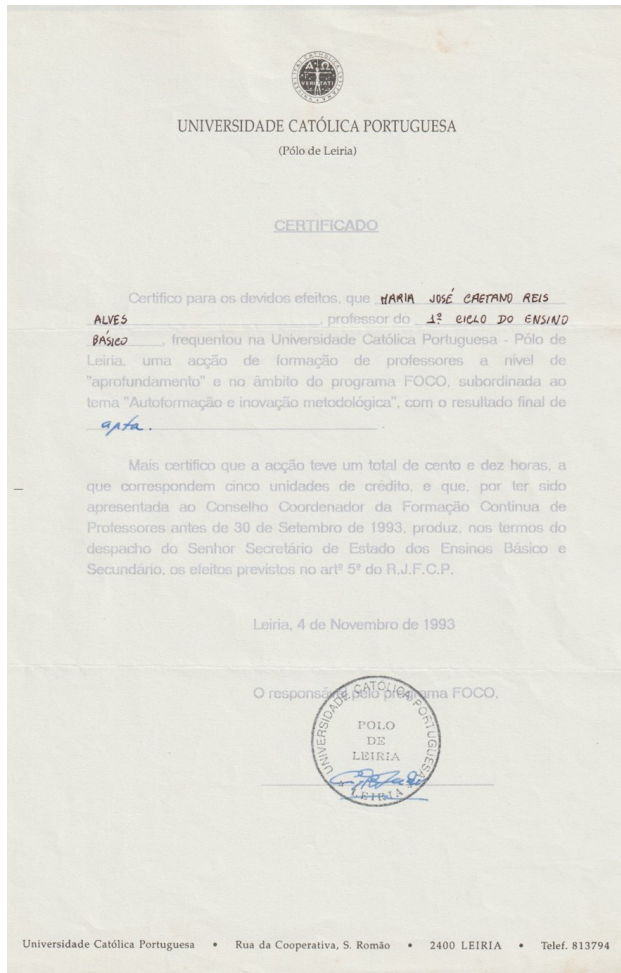 A Ω
VERITATI
UNIVERSIDADE CATÓLICA PORTUGUESA
(Pólo de Leiria)
CERTIFICADO
Certifico para os devidos efeitos, que MARIA JOSÉ CAETANO REIS
ALVES, professor do 1º CICLO DO ENSINO
BÁSICO, frequentou na Universidade Católica Portuguesa - Pólo de
Leiria, uma acção de formação de professores a nivel de
"aprofundamento" e no âmbito do programa FOCO, subordinada ao
tema "Autoformação e inovação metodológica", com o resultado final de
apta.
Mais certifico que a acção teve um total de cento e dez horas, a
que correspondem cinco unidades de crédito, e que, por ter sido
apresentada ao Conselho Coordenador da Formação Contínua de
Professores antes de 30 de Setembro de 1993, produz, nos termos do
despacho do Senhor Secretário de Estado dos Ensinos Básico e
Secundário, os efeitos previstos no artº 5º do R.J.F.C.P.
Leiria, 4 de Novembro de 1993
O responsável pelo programa FOCO,
UNIVERSIDADE CATÓLICA PORTUGUESA
POLO
DE
LEIRIA
LEIRIA
Universidade Católica Portuguesa • Rua da Cooperativa, S. Romão • 2400 LEIRIA • Telef. 813794